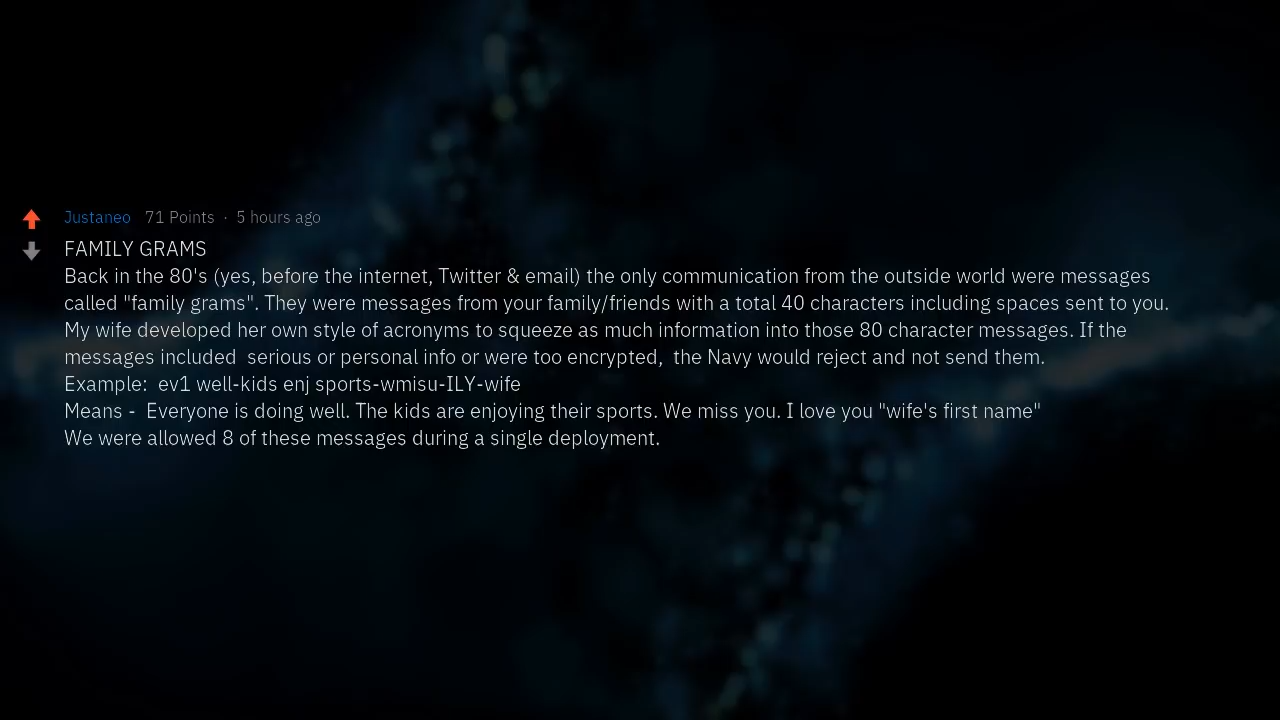 Justaneo 71 Points · 5 hours ago
FAMILY GRAMS
Back in the 80's (yes, before the internet, Twitter & email) the only communication from the outside world were messages
called "family grams". They were messages from your family/friends with a total 40 characters including spaces sent to you.
My wife developed her own style of acronyms to squeeze as much information into those 80 character messages. If the
messages included  serious or personal info or were too encrypted,  the Navy would reject and not send them.
Example:  ev1 well-kids enj sports-wmisu-ILY-wife
Means -  Everyone is doing well. The kids are enjoying their sports. We miss you. I love you "wife's first name"
We were allowed 8 of these messages during a single deployment.